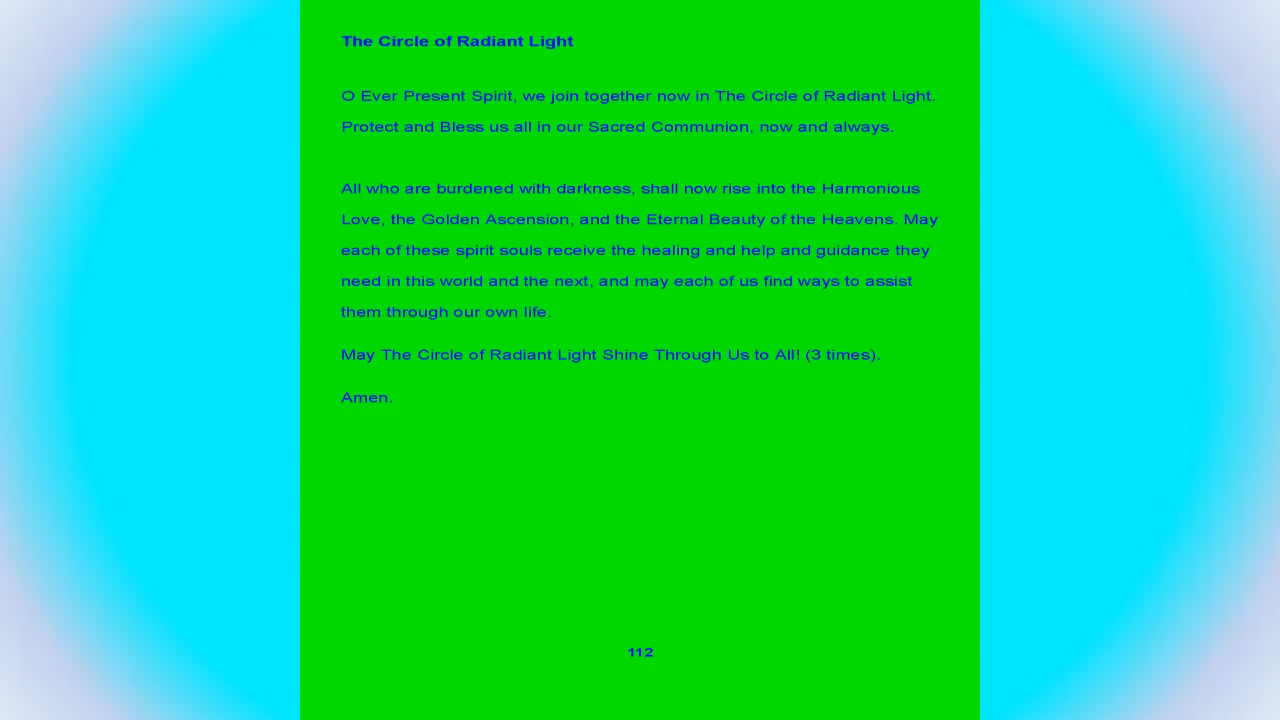 The Circle of Radiant Light
O Ever Present Spirit, we join together now in The Circle of Radiant Light.
Protect and Bless us all in our Sacred Communion, now and always.
All who are burdened with darkness, shall now rise into the Harmonious
Love, the Golden Ascension, and the Eternal Beauty of the Heavens. May
each of these spirit souls receive the healing and help and guidance they
need in this world and the next, and may each of us find ways to assist
them through our own life.
May The Circle of Radiant Light Shine Through Us to All! (3 times).
Amen.
112